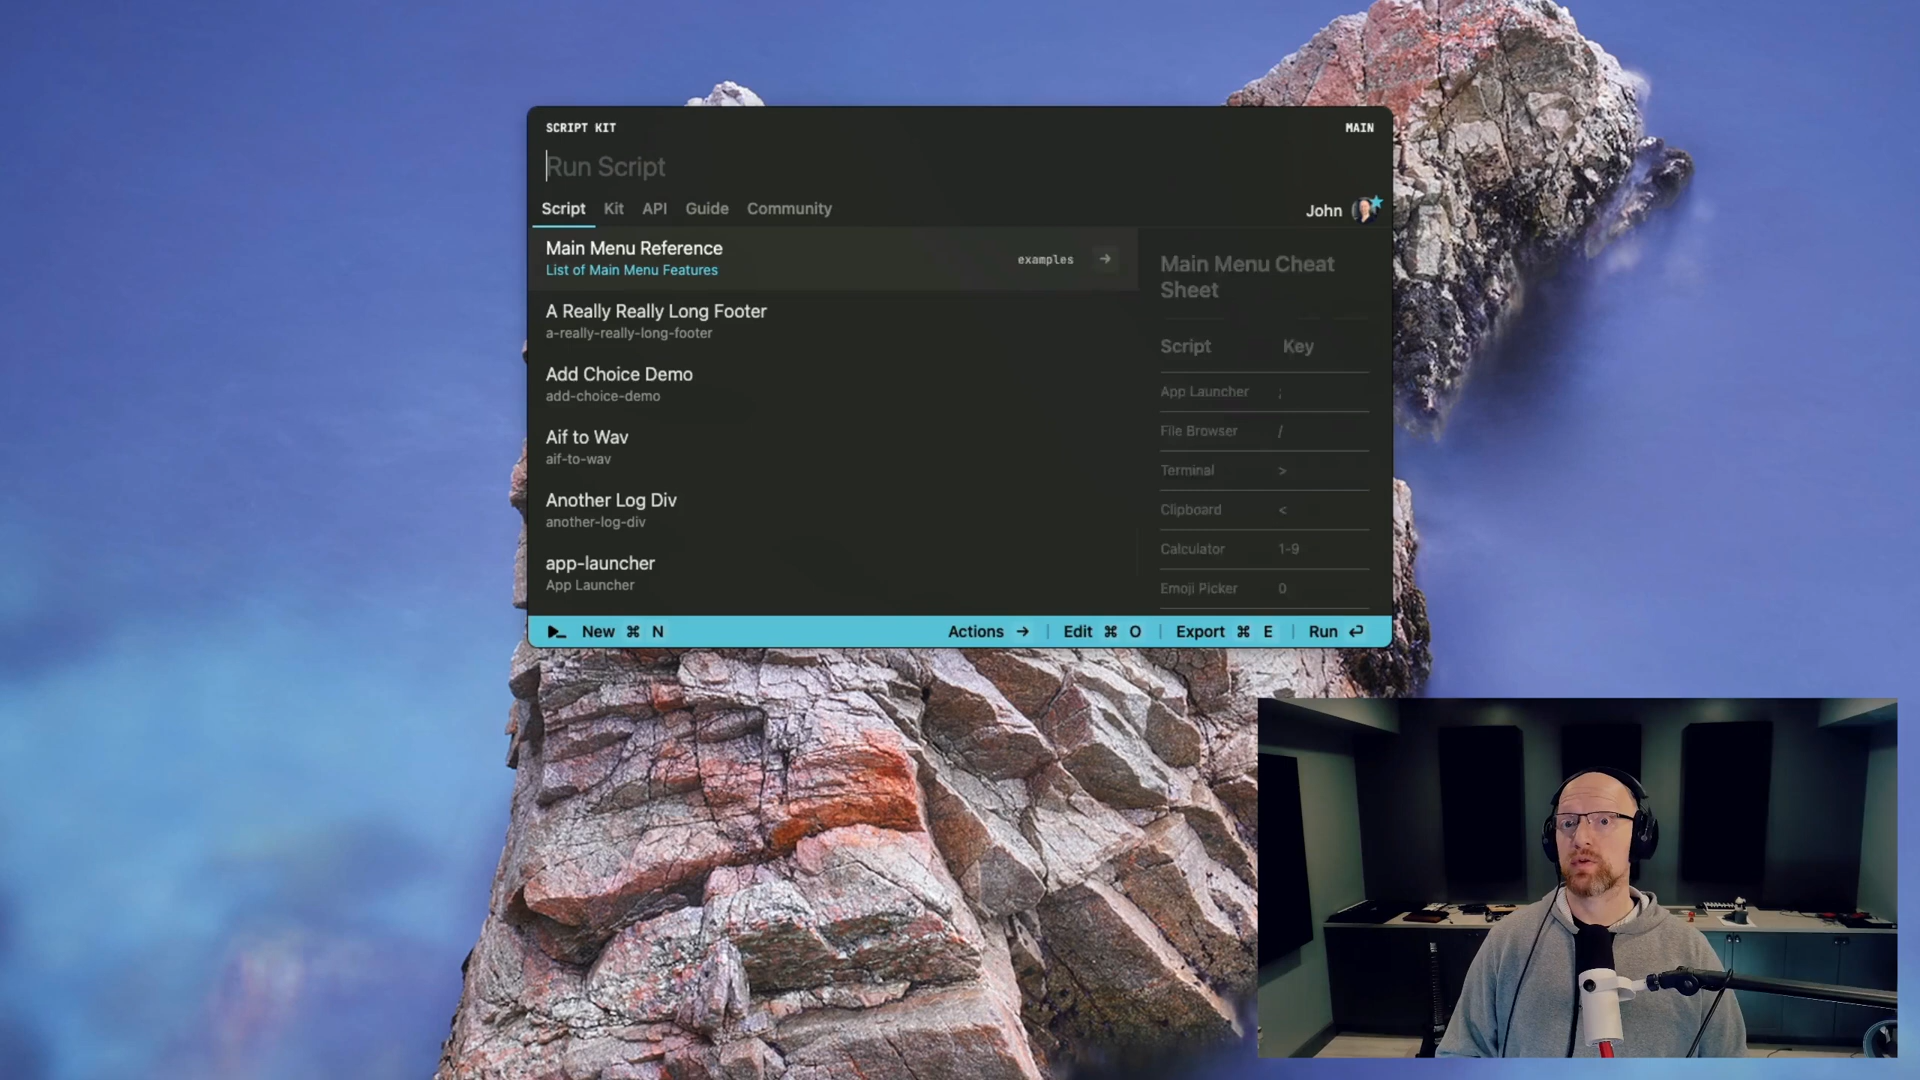 SCRIPT KIT
MAIN
Run Script
Script Kit API Guide Community
John
Main Menu Reference
List of Main Menu Features
examples
A Really Really Long Footer
a-really-really-long-footer
Add Choice Demo
add-choice-demo
Aif to Wav
aif-to-wav
Another Log Div
another-log-div
app-launcher
App Launcher
Main Menu Cheat
Sheet
Script Key
App Launcher ;
File Browser /
Terminal >
Clipboard <
Calculator 1-9
Emoji Picker 0
New ⌘ N
Actions → | Edit ⌘ O | Export ⌘ E | Run ↩